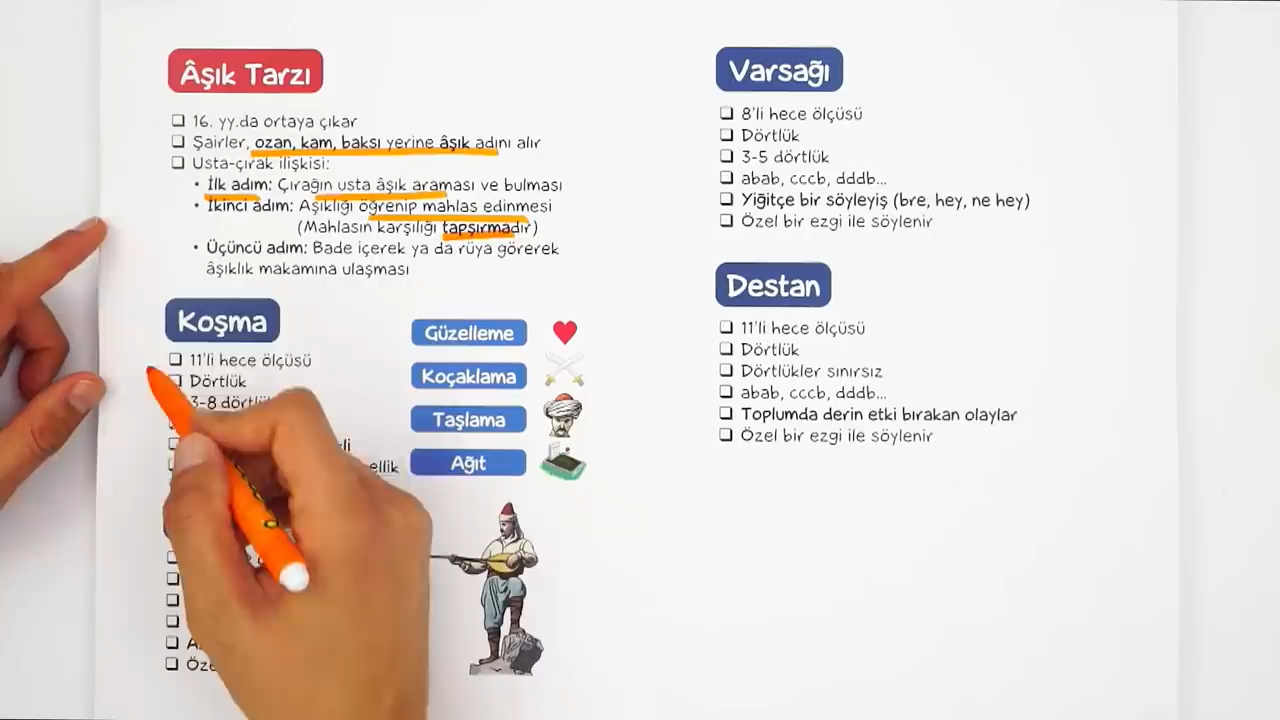 Âşık Tarzı
16. yy.da ortaya çıkar
Şairler, ozan, kam, baksı yerine âşık adını alır
Usta-çırak ilişkisi:
• İlk adım: Çırağın usta âşık araması ve bulması
• İkinci adım: Aşıklığı öğrenip mahlas edinmesi
(Mahlasın karşılığı tapşırmadır)
• Üçüncü adım: Bade içerek ya da rüya görerek
âşıklık makamına ulaşması
Koşma
11'li hece ölçüsü
Dörtlük
3-8
Güzelleme
Koçaklama
Taşlama
Ağıt
Varsağı
8'li hece ölçüsü
Dörtlük
3-5 dörtlük
abab, cccb, dddb...
Yiğitçe bir söyleyiş (bre, hey, ne hey)
Özel bir ezgi ile söylenir
Destan
11'li hece ölçüsü
Dörtlük
Dörtlükler sınırsız
abab, cccb, dddb...
Toplumda derin etki bırakan olaylar
Özel bir ezgi ile söylenir